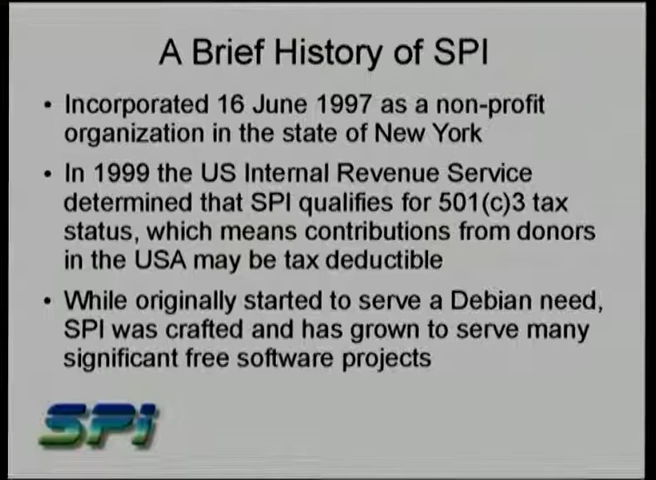 A Brief History of SPI
• Incorporated 16 June 1997 as a non-profit
organization in the state of New York
• In 1999 the US Internal Revenue Service
determined that SPI qualifies for 501(c)3 tax
status, which means contributions from donors
in the USA may be tax deductible
• While originally started to serve a Debian need,
SPI was crafted and has grown to serve many
significant free software projects
SPI